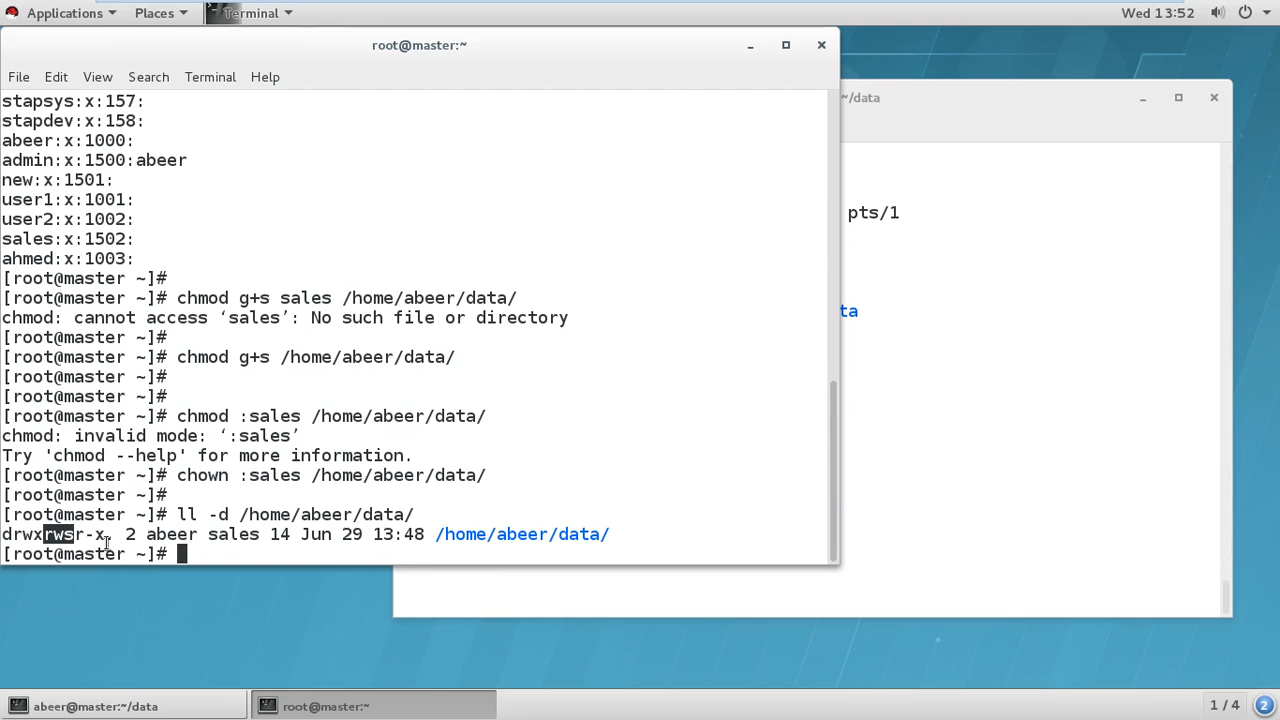 Applications Places Terminal Wed 13:52
root@master:~
File Edit View Search Terminal Help
stapsys:x:157:
stapdev:x:158:
abeer:x:1000:
admin:x:1500:abeer
new:x:1501:
user1:x:1001:
user2:x:1002:
sales:x:1502:
ahmed:x:1003:
[root@master ~]#
[root@master ~]# chmod g+s sales /home/abeer/data/
chmod: cannot access ‘sales’: No such file or directory
[root@master ~]#
[root@master ~]# chmod g+s /home/abeer/data/
[root@master ~]#
[root@master ~]#
[root@master ~]# chmod :sales /home/abeer/data/
chmod: invalid mode: ‘:sales’
Try 'chmod --help' for more information.
[root@master ~]# chown :sales /home/abeer/data/
[root@master ~]#
[root@master ~]# ll -d /home/abeer/data/
drwxrwsr-x. 2 abeer sales 14 Jun 29 13:48 /home/abeer/data/
[root@master ~]#
~/data
pts/1
ta
abeer@master:~/data root@master:~ 1 / 4 2